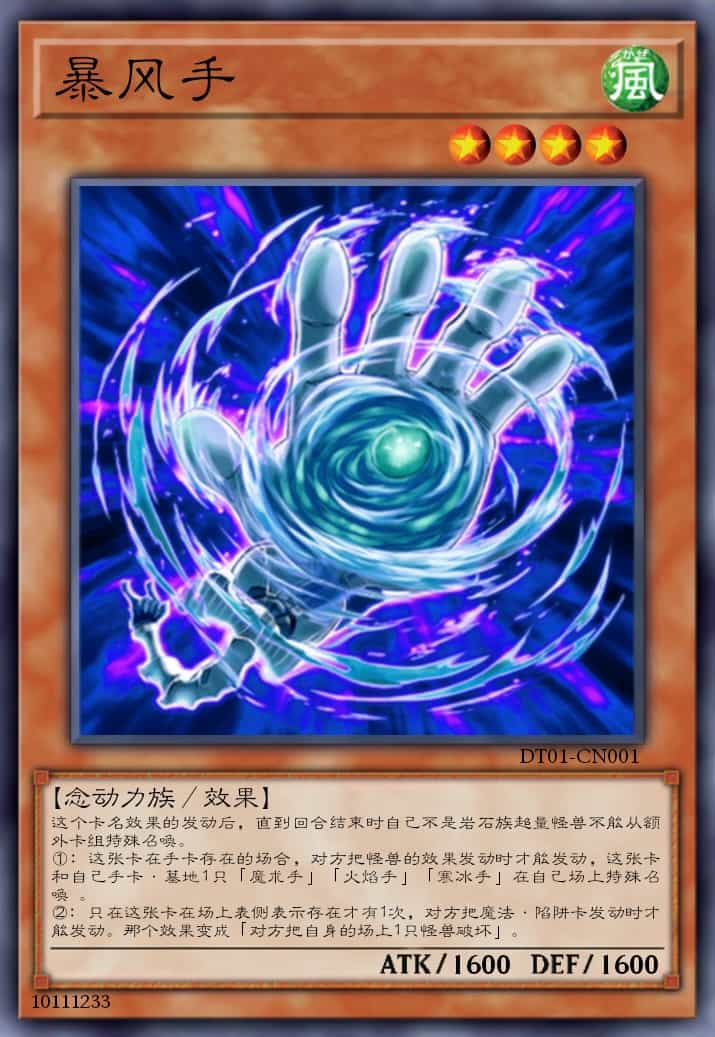 暴风手
かぜ
風
DT01-CN001
【念动力族/效果】
这个卡名效果的发动后，直到回合结束时自己不是岩石族超量怪兽不能从额
外卡组特殊召唤。
①：这张卡在手卡存在的场合，对方把怪兽的效果发动时才能发动，这张卡
和自己手卡·墓地1只「魔术手」「火焰手」「寒冰手」在自己场上特殊召
唤 。
②：只在这张卡在场上表侧表示存在才有1次，对方把魔法·陷阱卡发动时才
能发动。那个效果变成「对方把自身的场上1只怪兽破坏」。
ATK/1600 DEF/1600
10111233